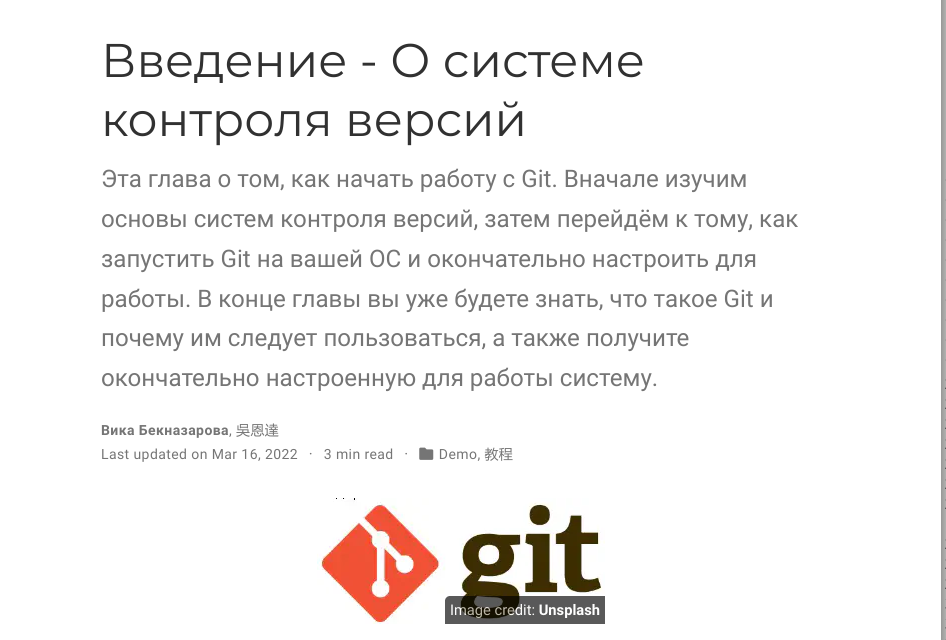 Введение - О системе
контроля версий
Эта глава о том, как начать работу с Git. Вначале изучим
основы систем контроля версий, затем перейдём к тому, как
запустить Git на вашей ОС и окончательно настроить для
работы. В конце главы вы уже будете знать, что такое Git и
почему им следует пользоваться, а также получите
окончательно настроенную для работы систему.
Вика Бекназарова, 吳恩達
Last updated on Mar 16, 2022 · 3 min read · Demo, 教程
git
Image credit: Unsplash